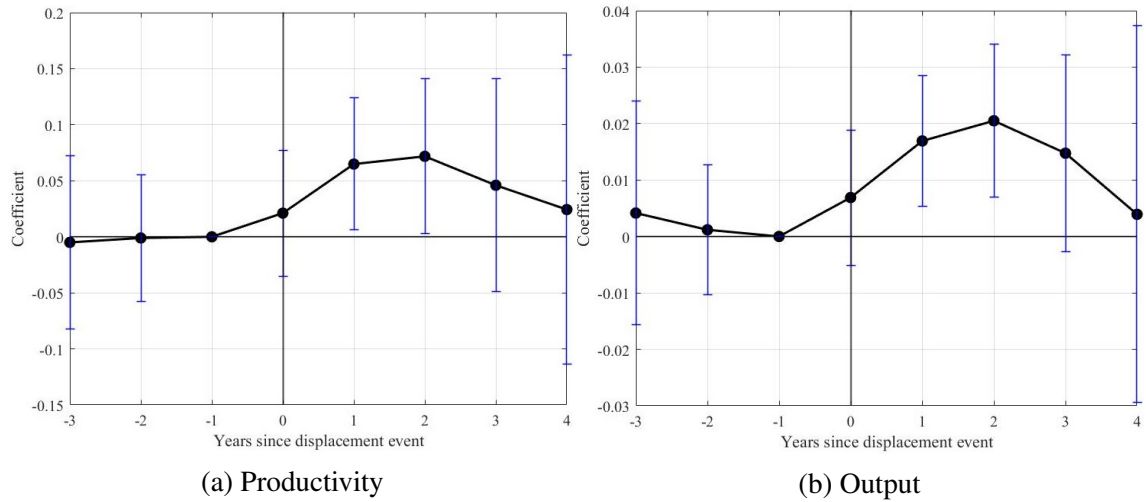 0.2
0.15
0.1
0.05
0
-0.05
-0.1
-0.15
Coefficient
-3 -2 -1 0 1 2 3 4
Years since displacement event
(a) Productivity
0.04
0.03
0.02
0.01
0
-0.01
-0.02
-0.03
Coefficient
-3 -2 -1 0 1 2 3 4
Years since displacement event
(b) Output